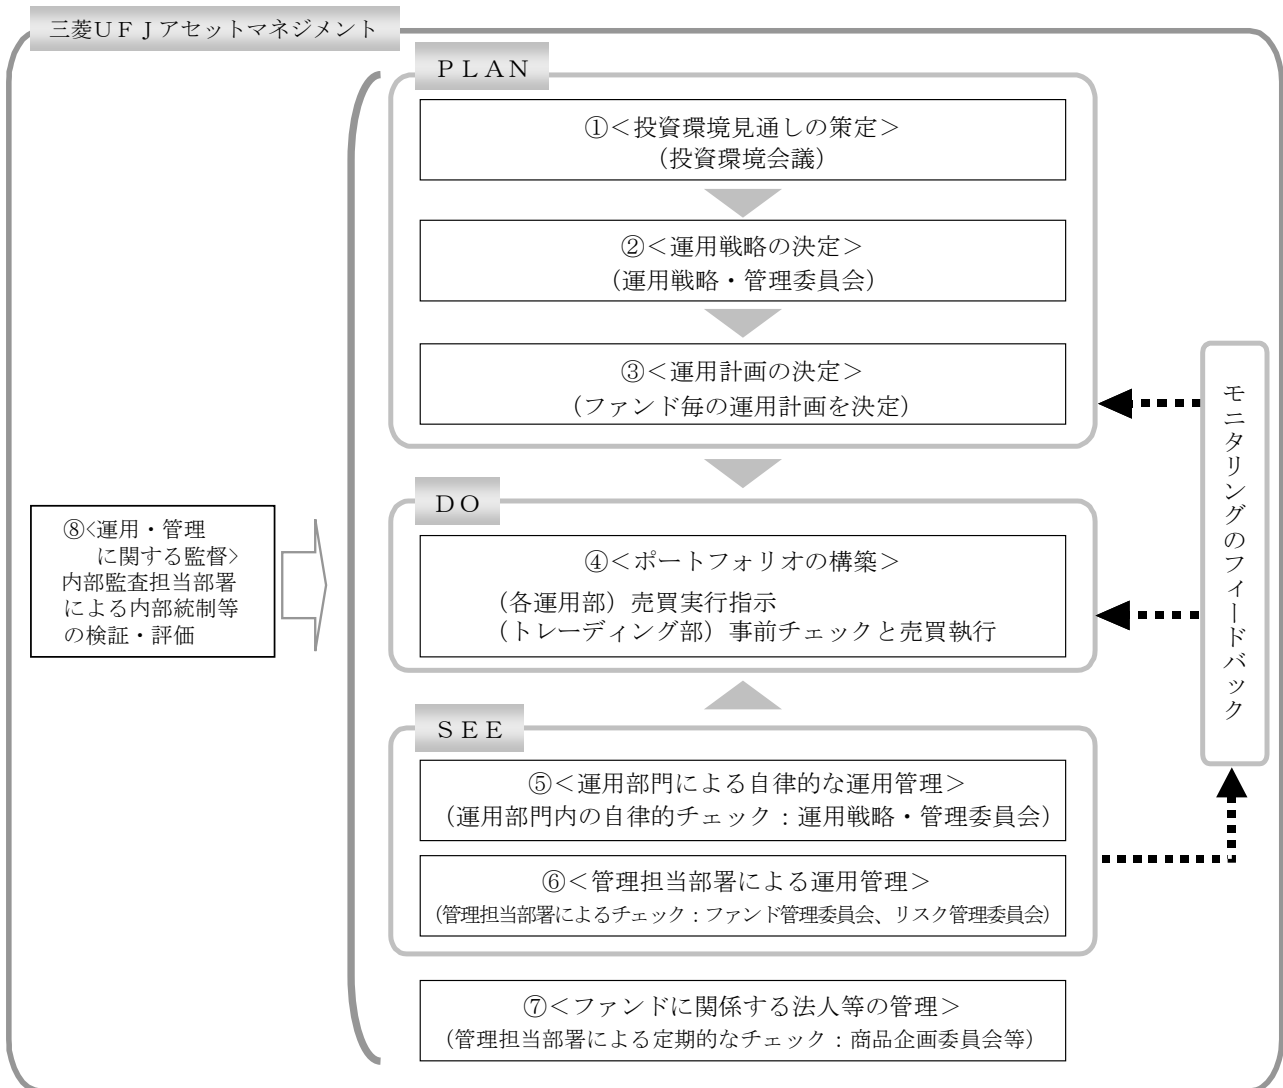 三菱ＵＦＪアセットマネジメント
ＰＬＡＮ
①＜投資環境見通しの策定＞
（投資環境会議）
②＜運用戦略の決定＞
（運用戦略・管理委員会）
③＜運用計画の決定＞
（ファンド毎の運用計画を決定）
ＤＯ
④＜ポートフォリオの構築＞
（各運用部）売買実行指示
（トレーディング部）事前チェックと売買執行
ＳＥＥ
⑤＜運用部門による自律的な運用管理＞
（運用部門内の自律的チェック：運用戦略・管理委員会）
⑥＜管理担当部署による運用管理＞
（管理担当部署によるチェック：ファンド管理委員会、リスク管理委員会）
⑦＜ファンドに関係する法人等の管理＞
（管理担当部署による定期的なチェック：商品企画委員会等）
⑧<運用・管理
に関する監督>
内部監査担当部署
による内部統制等
の検証・評価
モニタリングのフィードバック